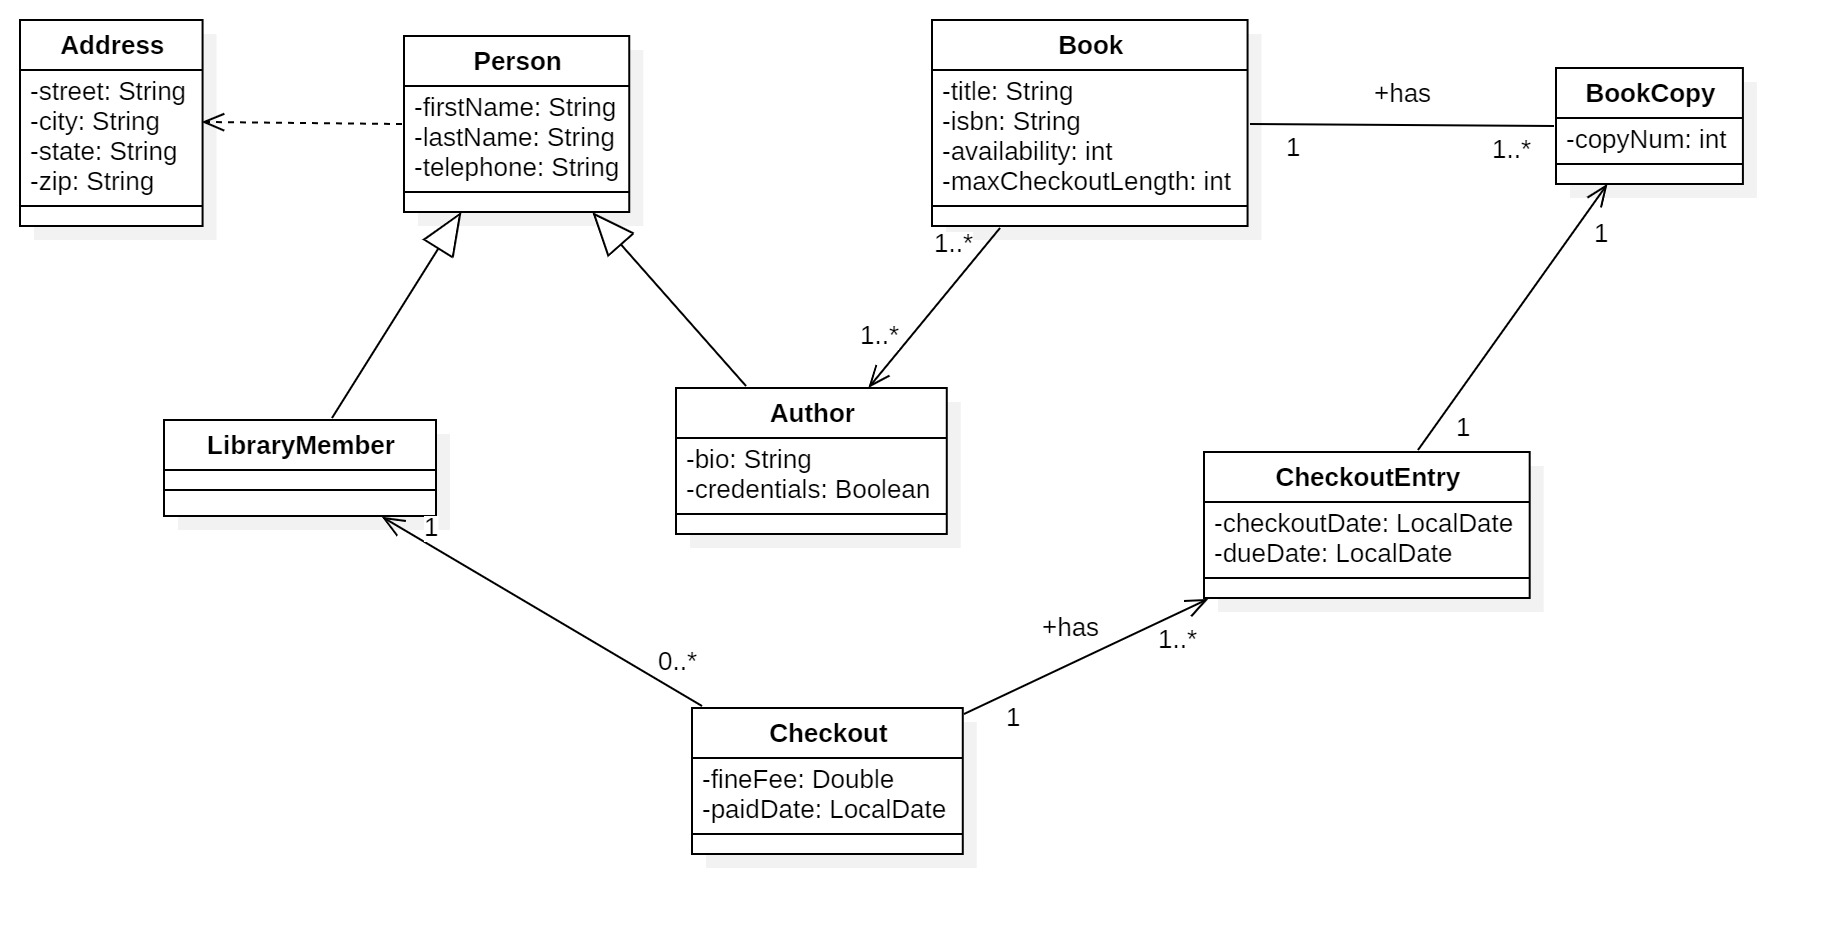 Address
-street: String
-city: String
-state: String
-zip: String
Person
-firstName: String
-lastName: String
-telephone: String
Book
-title: String
-isbn: String
-availability: int
-maxCheckoutLength: int
+has
1
1..*
BookCopy
-copyNum: int
1..*
1..*
1
1
LibraryMember
1
Author
-bio: String
-credentials: Boolean
CheckoutEntry
-checkoutDate: LocalDate
-dueDate: LocalDate
+has
1..*
0..*
1
Checkout
-fineFee: Double
-paidDate: LocalDate